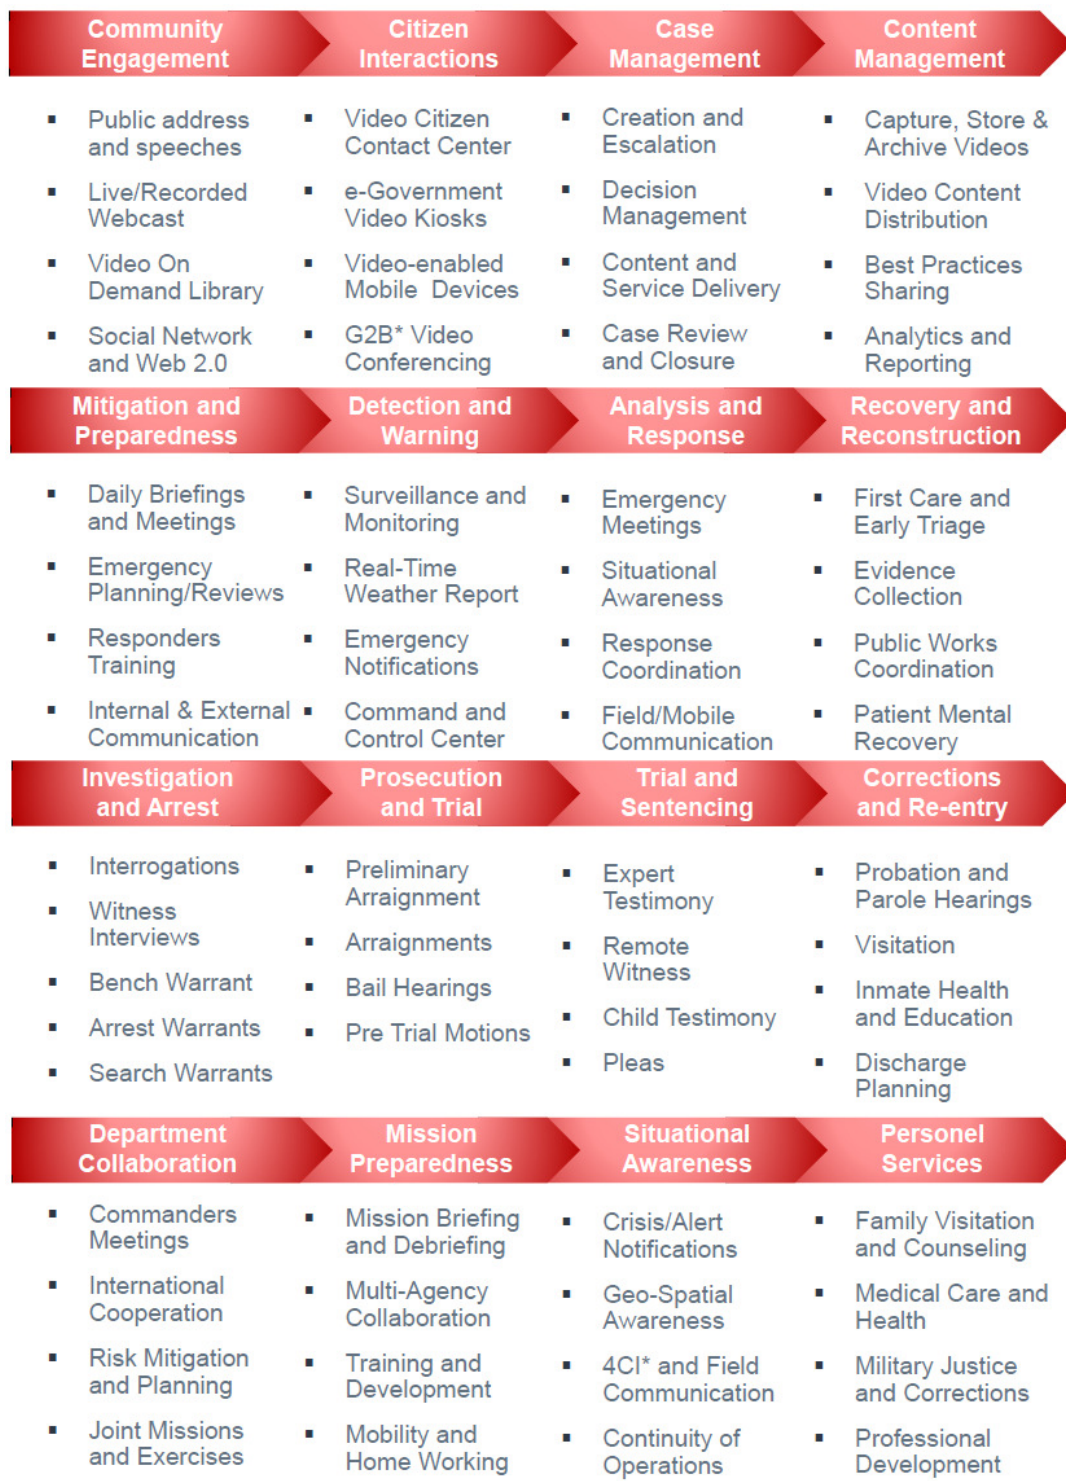 Community
Engagement
Citizen
Interactions
Case
Management
Content
Management
▪ Public address
and speeches
▪ Live/Recorded
Webcast
▪ Video On
Demand Library
▪ Social Network
and Web 2.0
▪ Video Citizen
Contact Center
▪ e-Government
Video Kiosks
▪ Video-enabled
Mobile Devices
▪ G2B* Video
Conferencing
▪ Creation and
Escalation
▪ Decision
Management
▪ Content and
Service Delivery
▪ Case Review
and Closure
▪ Capture, Store &
Archive Videos
▪ Video Content
Distribution
▪ Best Practices
Sharing
▪ Analytics and
Reporting
Mitigation and
Preparedness
Detection and
Warning
Analysis and
Response
Recovery and
Reconstruction
▪ Daily Briefings
and Meetings
▪ Emergency
Planning/Reviews
▪ Responders
Training
▪ Internal & External
Communication
▪ Surveillance and
Monitoring
▪ Real-Time
Weather Report
▪ Emergency
Notifications
▪ Command and
Control Center
▪ Emergency
Meetings
▪ Situational
Awareness
▪ Response
Coordination
▪ Field/Mobile
Communication
▪ First Care and
Early Triage
▪ Evidence
Collection
▪ Public Works
Coordination
▪ Patient Mental
Recovery
Investigation
and Arrest
Prosecution
and Trial
Trial and
Sentencing
Corrections
and Re-entry
▪ Interrogations
▪ Witness
Interviews
▪ Bench Warrant
▪ Arrest Warrants
▪ Search Warrants
▪ Preliminary
Arraignment
▪ Arraignments
▪ Bail Hearings
▪ Pre Trial Motions
▪ Expert
Testimony
▪ Remote
Witness
▪ Child Testimony
▪ Pleas
▪ Probation and
Parole Hearings
▪ Visitation
▪ Inmate Health
and Education
▪ Discharge
Planning
Department
Collaboration
Mission
Preparedness
Situational
Awareness
Personel
Services
▪ Commanders
Meetings
▪ International
Cooperation
▪ Risk Mitigation
and Planning
▪ Joint Missions
and Exercises
▪ Mission Briefing
and Debriefing
▪ Multi-Agency
Collaboration
▪ Training and
Development
▪ Mobility and
Home Working
▪ Crisis/Alert
Notifications
▪ Geo-Spatial
Awareness
▪ 4CI* and Field
Communication
▪ Continuity of
Operations
▪ Family Visitation
and Counseling
▪ Medical Care and
Health
▪ Military Justice
and Corrections
▪ Professional
Development